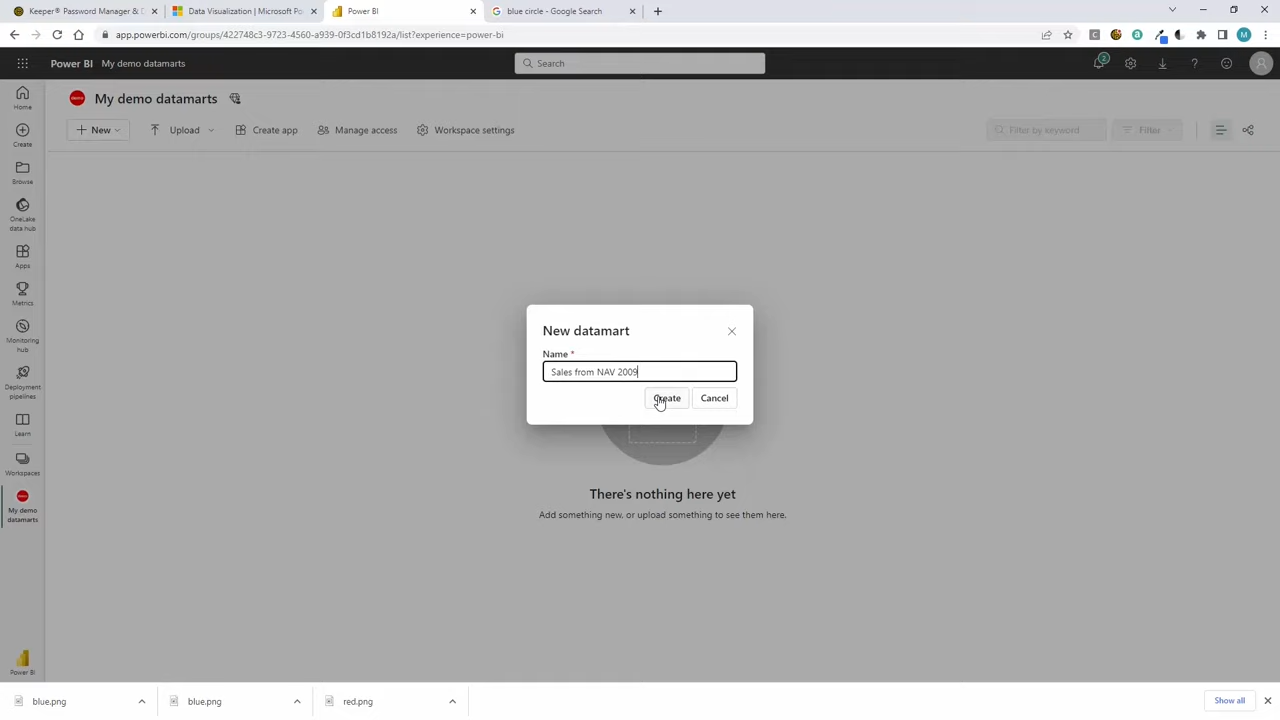 Keeper® Password Manager & D
Data Visualization | Microsoft Po
Power BI
blue circle - Google Search
app.powerbi.com/groups/422748c3-9723-4560-a939-0f3cd1b8192a/list?experience=power-bi
M
Power BI
My demo datamarts
Search
2
Home
Create
Browse
OneLake
data hub
Apps
Metrics
Monitoring
hub
Deployment
pipelines
Learn
Workspaces
demo
My demo
datamarts
Power BI
demo
My demo datamarts
New
Upload
Create app
Manage access
Workspace settings
Filter by keyword
Filter
New datamart
Name *
Sales from NAV 2009
Create
Cancel
There's nothing here yet
Add something new, or upload something to see them here.
blue.png
blue.png
red.png
Show all